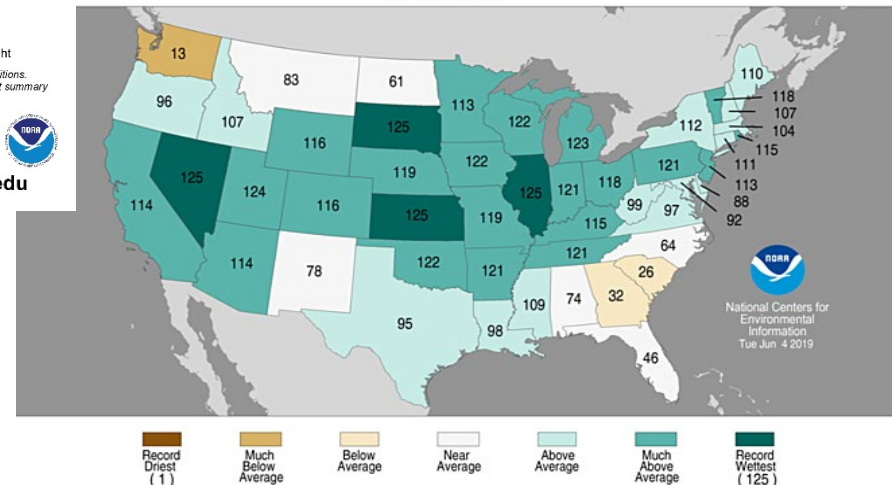 ht
itions.
t summary
NOAA
edu
13
83
61
96
107
113
110
118
107
104
115
111
113
88
92
112
125
122
123
116
119
122
125
124
114
116
125
119
125
121
118
121
99
97
115
64
114
78
122
121
121
26
32
74
109
95
98
46
NOAA
National Centers for
Environmental
Information
Tue Jun 4 2019
Record
Driest
( 1 )
Much
Below
Average
Below
Average
Near
Average
Above
Average
Much
Above
Average
Record
Wettest
( 125 )